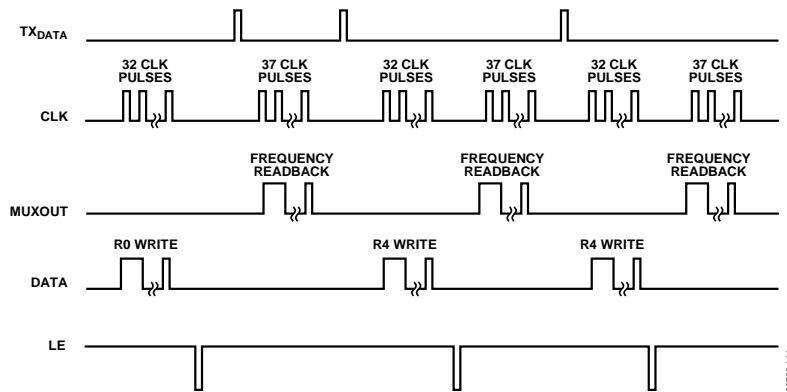 TXDATA
32 CLK PULSES 37 CLK PULSES 32 CLK PULSES 37 CLK PULSES 32 CLK PULSES 37 CLK PULSES
CLK
FREQUENCY READBACK FREQUENCY READBACK FREQUENCY READBACK
MUXOUT
R0 WRITE R4 WRITE R4 WRITE
DATA
LE